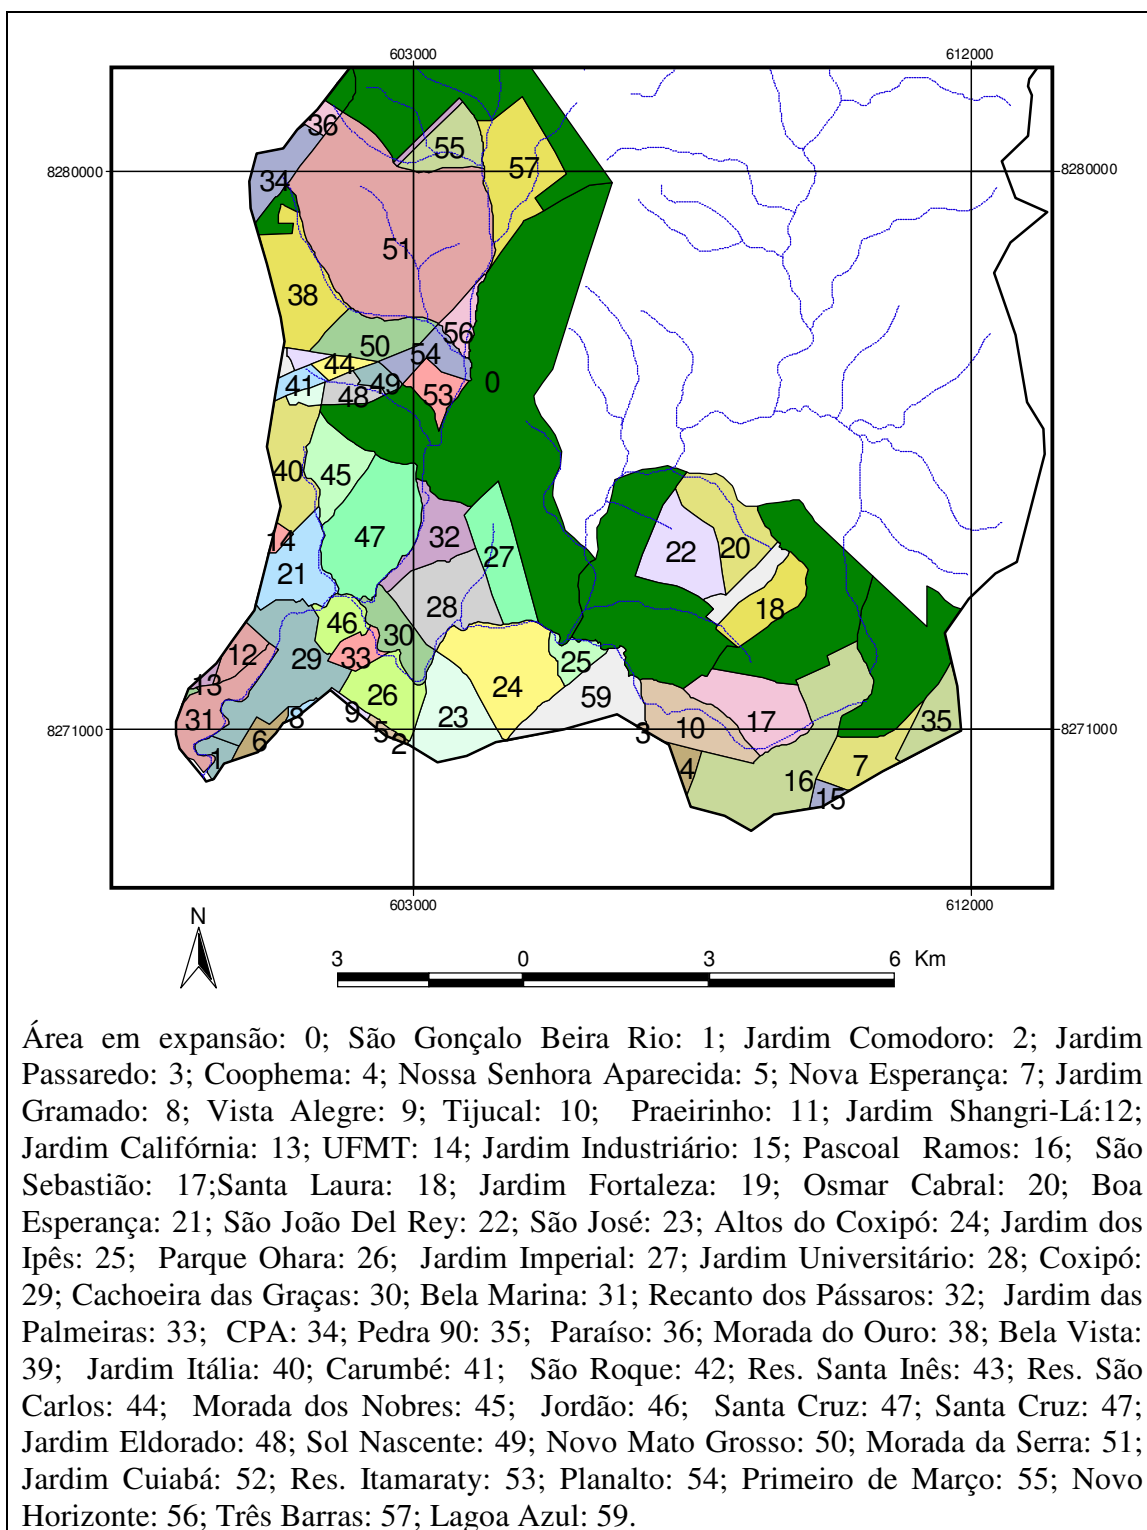 603000 612000
36
55
57
8280000 8280000
34
51
38
56
50
54
44
41 49 0
48 53
40 45
14 47 32 27 22 20
21
28 18
46
30
12 29 33 25
13 26 24 59
31 9 23 10 17 35
8
8271000 5 3 8271000
6 2
1 4 16 7
15
603000 612000
N
3 0 3 6 Km
Área em expansão: 0; São Gonçalo Beira Rio: 1; Jardim Comodoro: 2; Jardim
Passaredo: 3; Coophema: 4; Nossa Senhora Aparecida: 5; Nova Esperança: 7; Jardim
Gramado: 8; Vista Alegre: 9; Tijucal: 10; Praeirinho: 11; Jardim Shangri-Lá:12;
Jardim Califórnia: 13; UFMT: 14; Jardim Industriário: 15; Pascoal Ramos: 16; São
Sebastião: 17;Santa Laura: 18; Jardim Fortaleza: 19; Osmar Cabral: 20; Boa
Esperança: 21; São João Del Rey: 22; São José: 23; Altos do Coxipó: 24; Jardim dos
Ipês: 25; Parque Ohara: 26; Jardim Imperial: 27; Jardim Universitário: 28; Coxipó:
29; Cachoeira das Graças: 30; Bela Marina: 31; Recanto dos Pássaros: 32; Jardim das
Palmeiras: 33; CPA: 34; Pedra 90: 35; Paraíso: 36; Morada do Ouro: 38; Bela Vista:
39; Jardim Itália: 40; Carumbé: 41; São Roque: 42; Res. Santa Inês: 43; Res. São
Carlos: 44; Morada dos Nobres: 45; Jordão: 46; Santa Cruz: 47; Santa Cruz: 47;
Jardim Eldorado: 48; Sol Nascente: 49; Novo Mato Grosso: 50; Morada da Serra: 51;
Jardim Cuiabá: 52; Res. Itamaraty: 53; Planalto: 54; Primeiro de Março: 55; Novo
Horizonte: 56; Três Barras: 57; Lagoa Azul: 59.